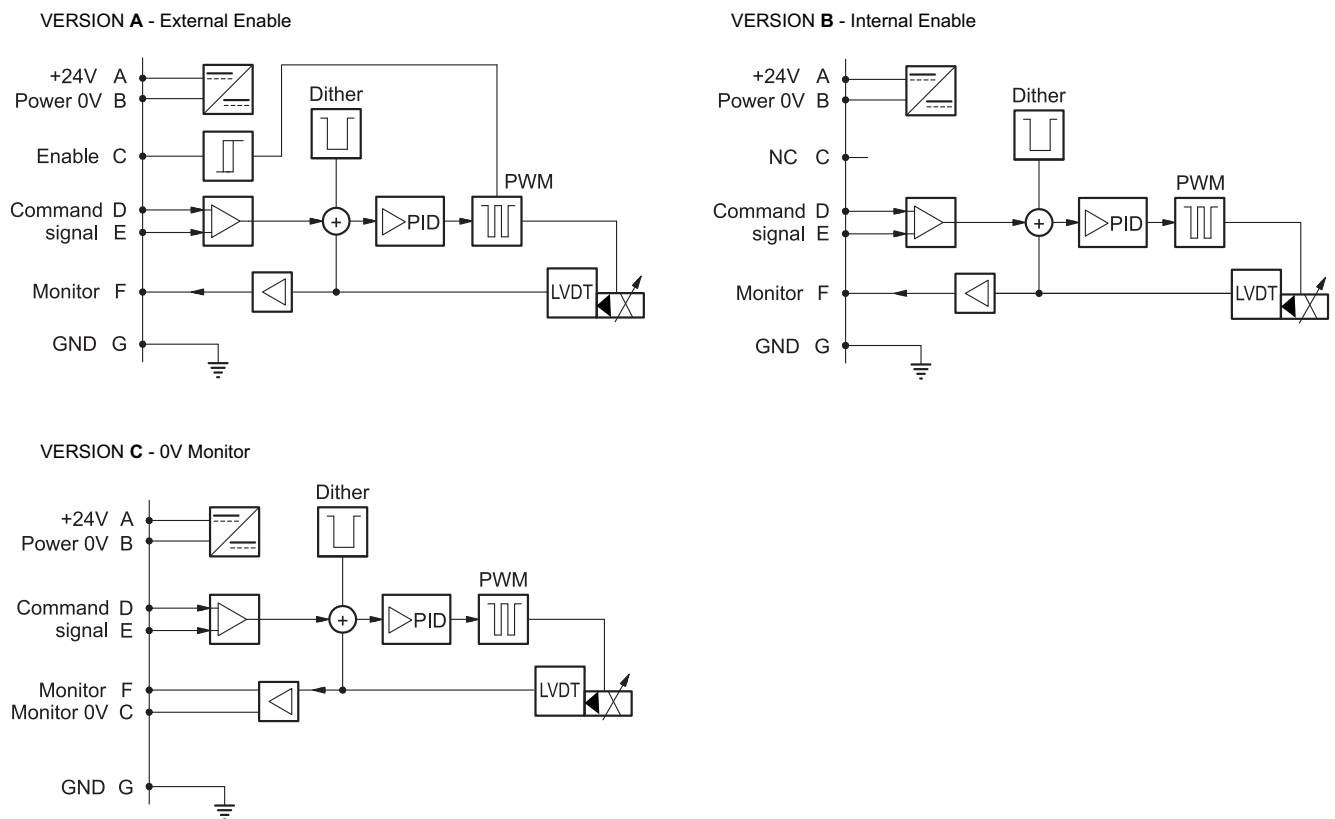 VERSION A - External Enable
+24V A
Power 0V B
Dither
Enable C
PWM
Command D
signal E
+
PID
Monitor F
LVDT
GND G
VERSION B - Internal Enable
+24V A
Power 0V B
Dither
NC C
PWM
Command D
signal E
+
PID
Monitor F
LVDT
GND G
VERSION C - 0V Monitor
+24V A
Power 0V B
Dither
PWM
Command D
signal E
+
PID
Monitor F
Monitor 0V C
LVDT
GND G